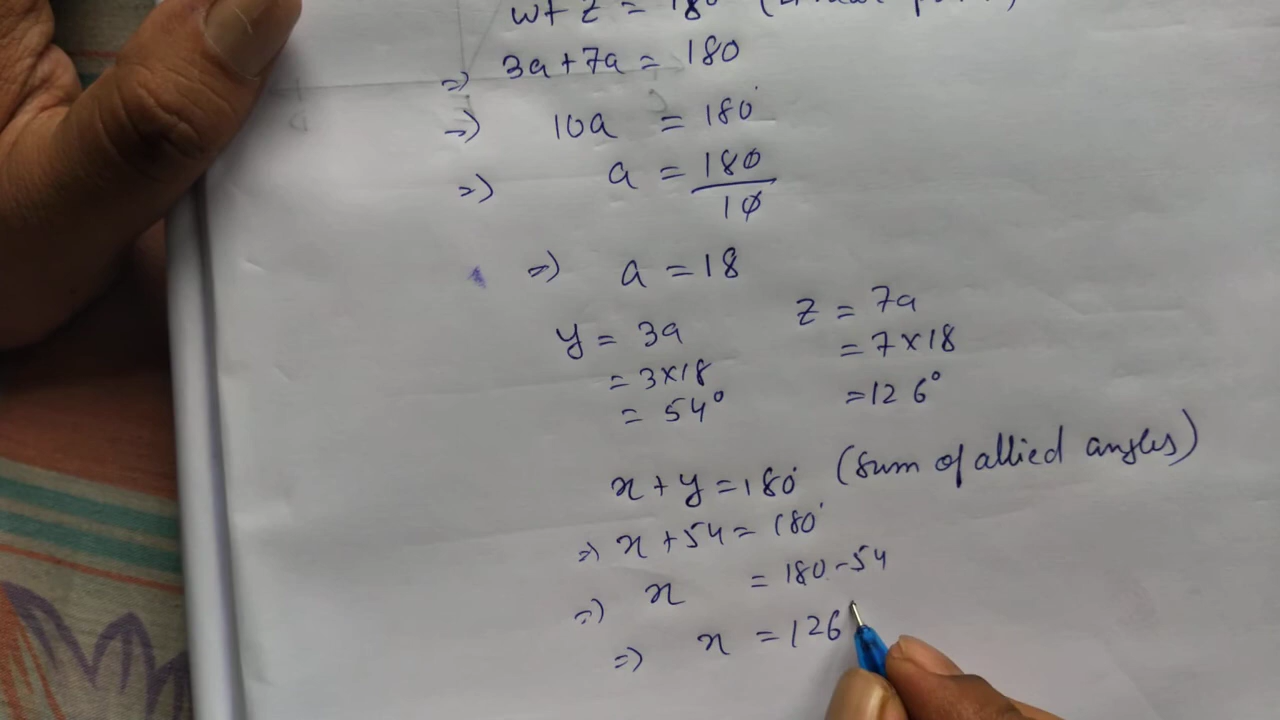 w+ z = 180
=) 3a+7a = 180
=) 10a = 180°
=) a = 180/10
=) a = 18
y = 3a z = 7a
= 3×18 = 7×18
= 54° =126°
x + y = 180° (sum of allied angles)
=) x + 54 = 180°
=) x = 180-54
=) x = 126